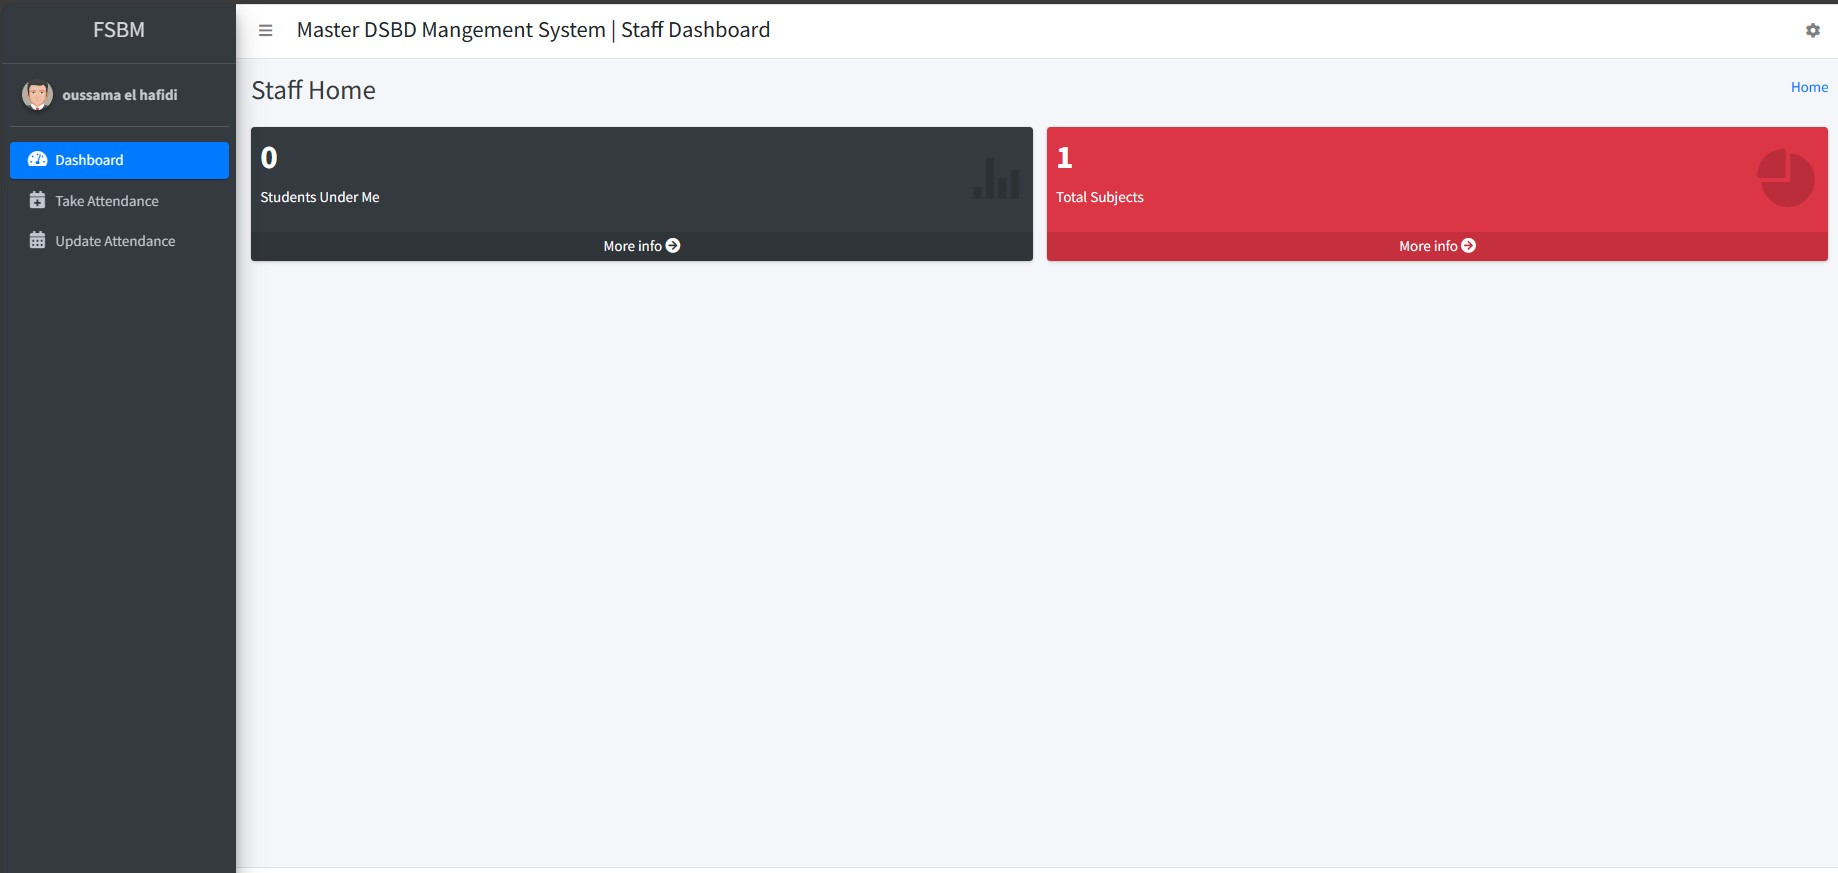 FSBM
Master DSBD Mangement System | Staff Dashboard
oussama el hafidi
Dashboard
Take Attendance
Update Attendance
Staff Home
Home
0
Students Under Me
More info
1
Total Subjects
More info